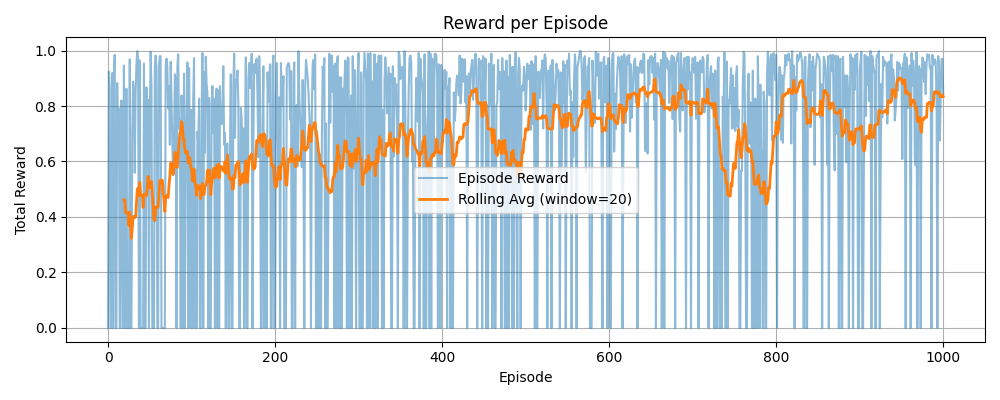 Reward per Episode
Total Reward
1.0
0.8
0.6
0.4
0.2
0.0
Episode Reward
Rolling Avg (window=20)
0
200
400
600
800
1000
Episode